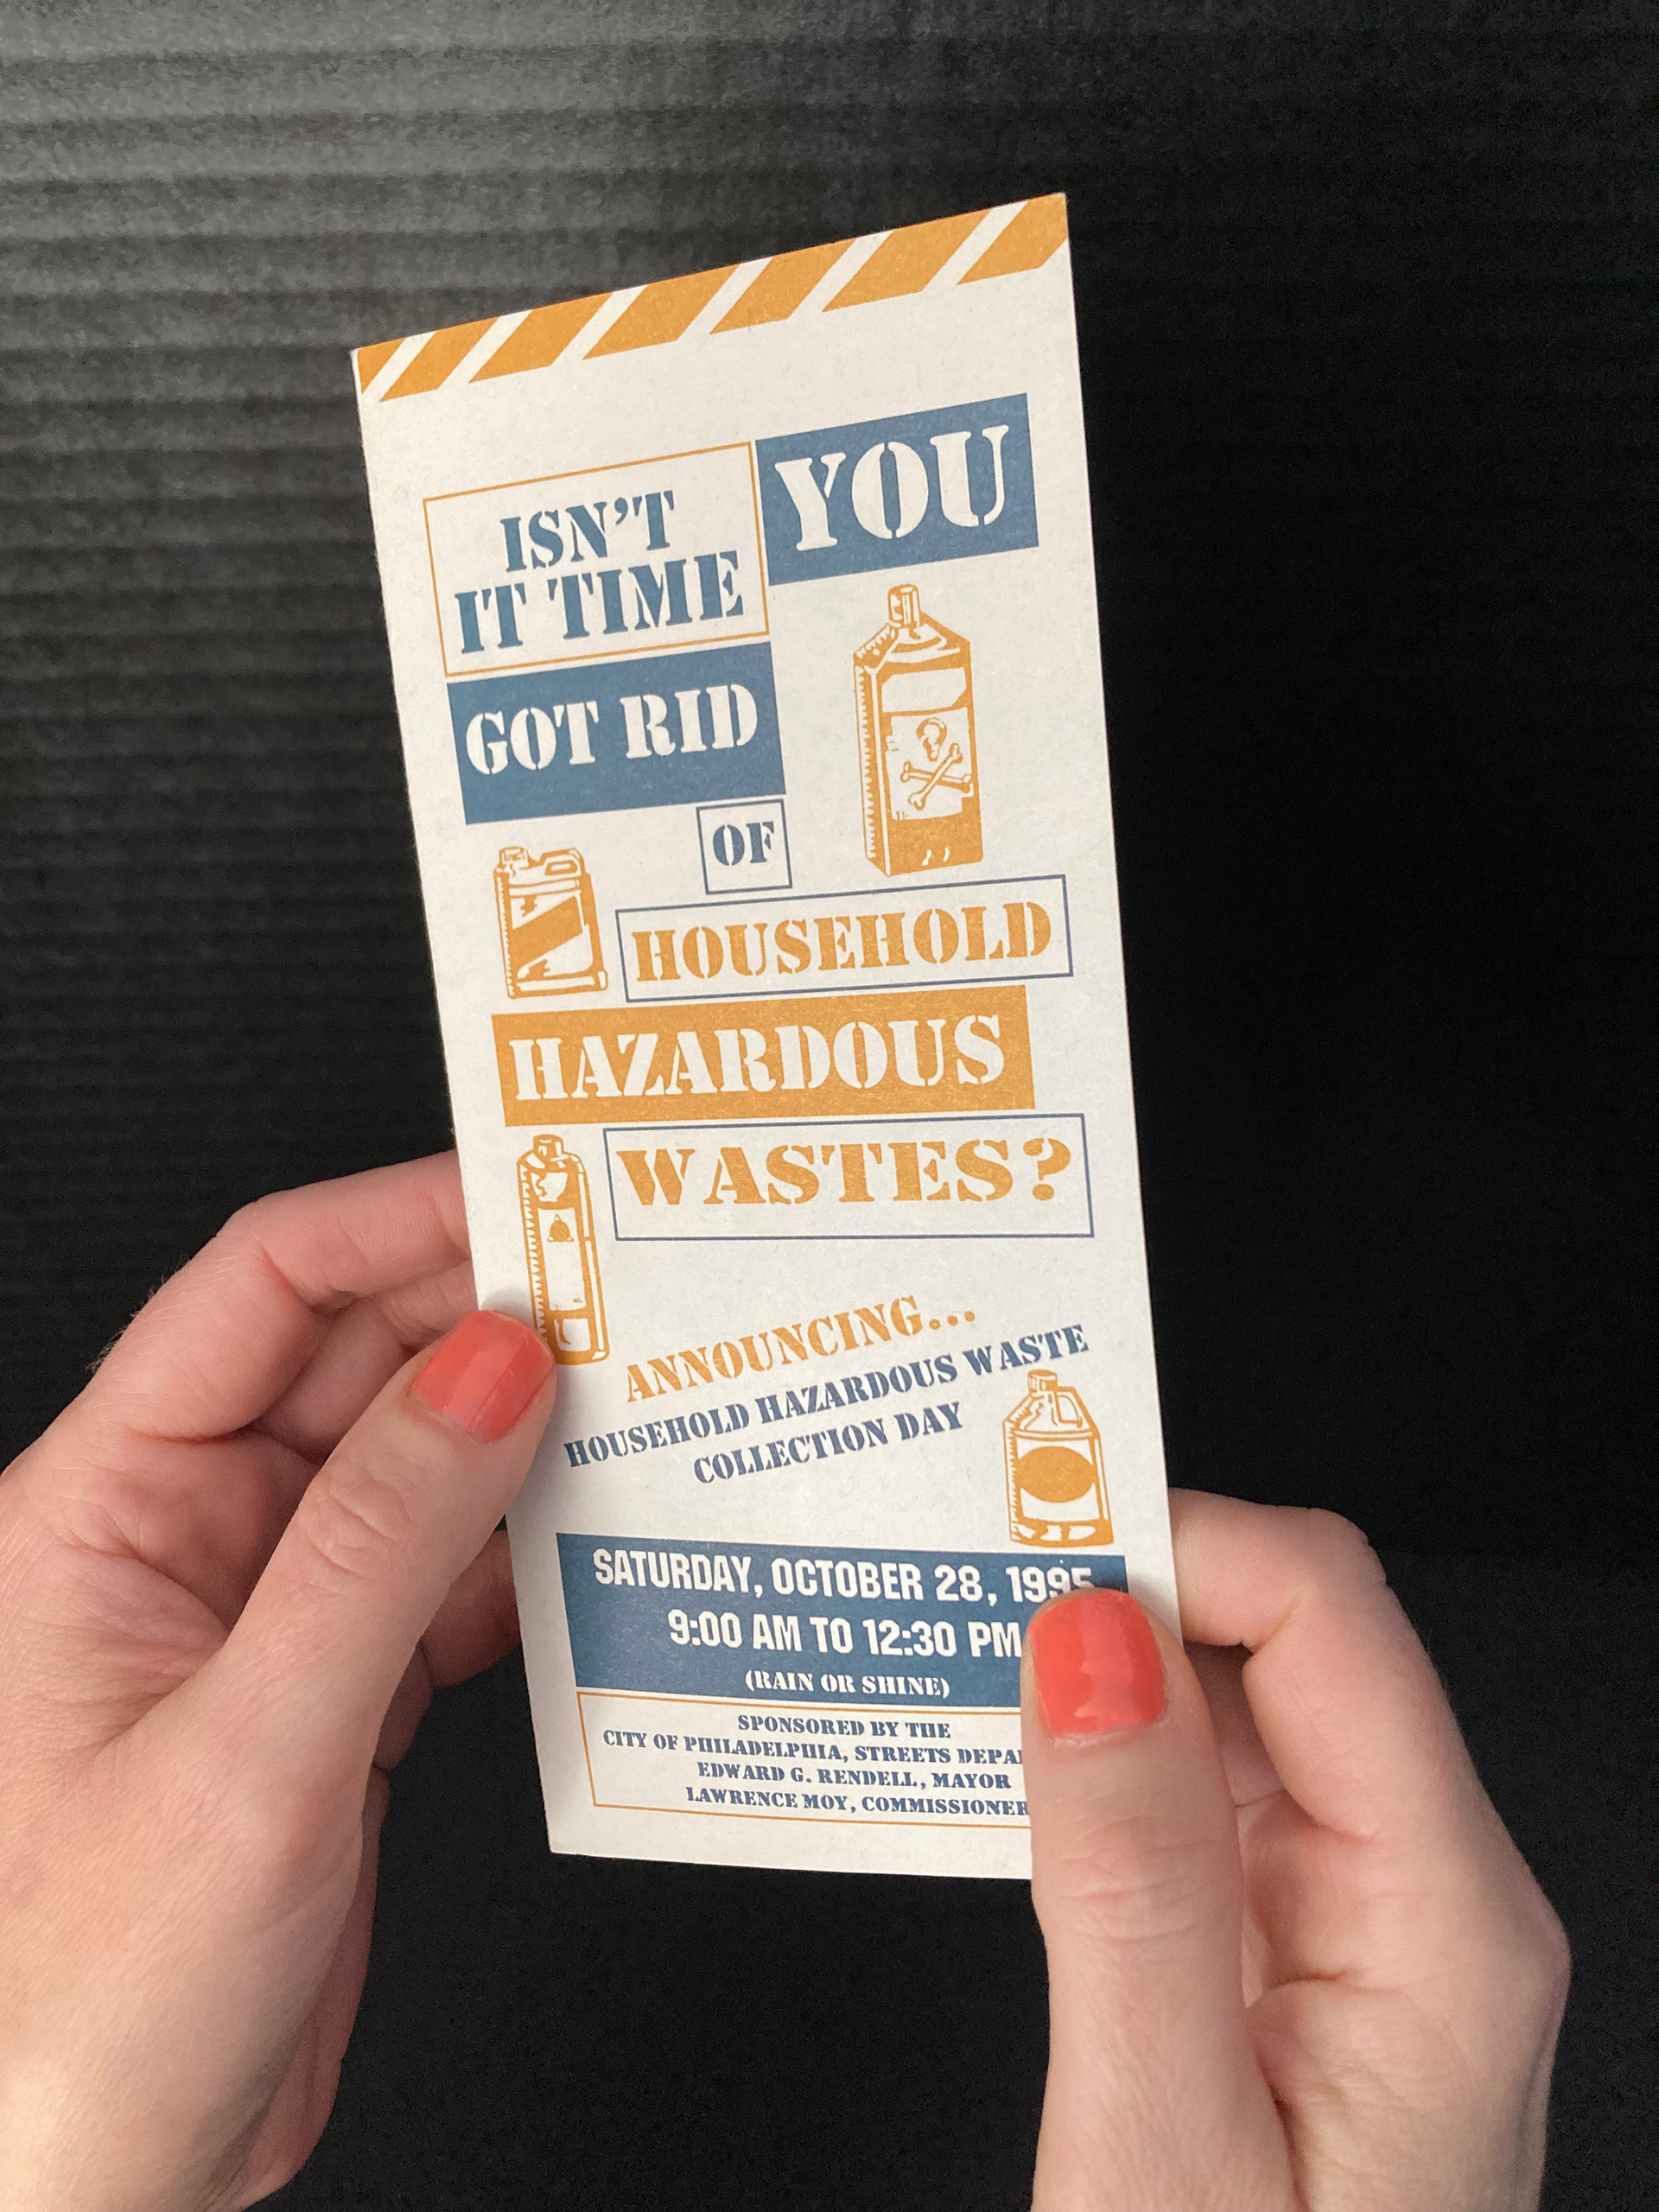 ISN'T
IT TIME
YOU
GOT RID
OF
HOUSEHOLD
HAZARDOUS
WASTES?
ANNOUNCING...
HOUSEHOLD HAZARDOUS WASTE
COLLECTION DAY
SATURDAY, OCTOBER 28, 1995
9:00 AM TO 12:30 PM
(RAIN OR SHINE)
SPONSORED BY THE
CITY OF PHILADELPHIA, STREETS
EDWARD G. RENDELL, MAYOR
LAWRENCE MOY, COMMISSIONER